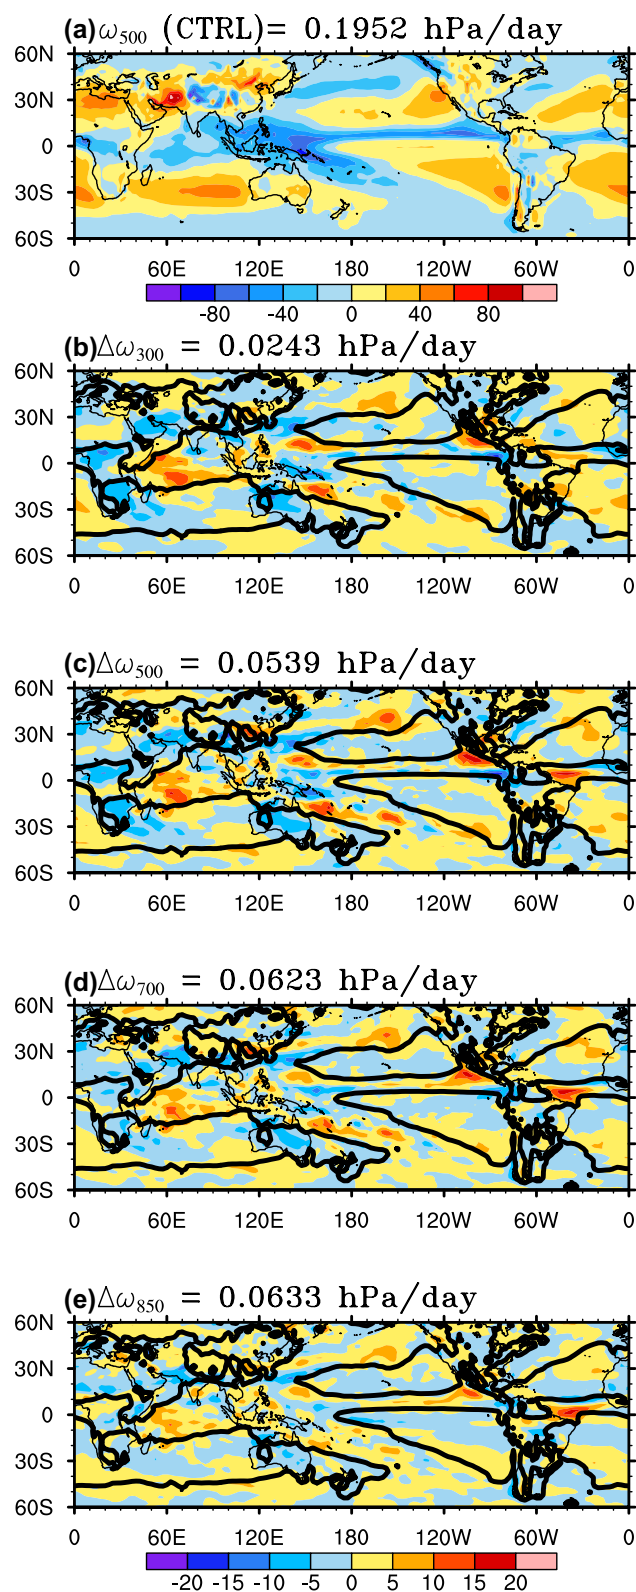 (a) ω500 (CTRL)= 0.1952 hPa/day
60N
30N
0
30S
60S
0 60E 120E 180 120W 60W 0
-80 -40 0 40 80
(b) Δω300 = 0.0243 hPa/day
60N
30N
0
30S
60S
0 60E 120E 180 120W 60W 0
(c) Δω500 = 0.0539 hPa/day
60N
30N
0
30S
60S
0 60E 120E 180 120W 60W 0
(d) Δω700 = 0.0623 hPa/day
60N
30N
0
30S
60S
0 60E 120E 180 120W 60W 0
(e) Δω850 = 0.0633 hPa/day
60N
30N
0
30S
60S
0 60E 120E 180 120W 60W 0
-20 -15 -10 -5 0 5 10 15 20